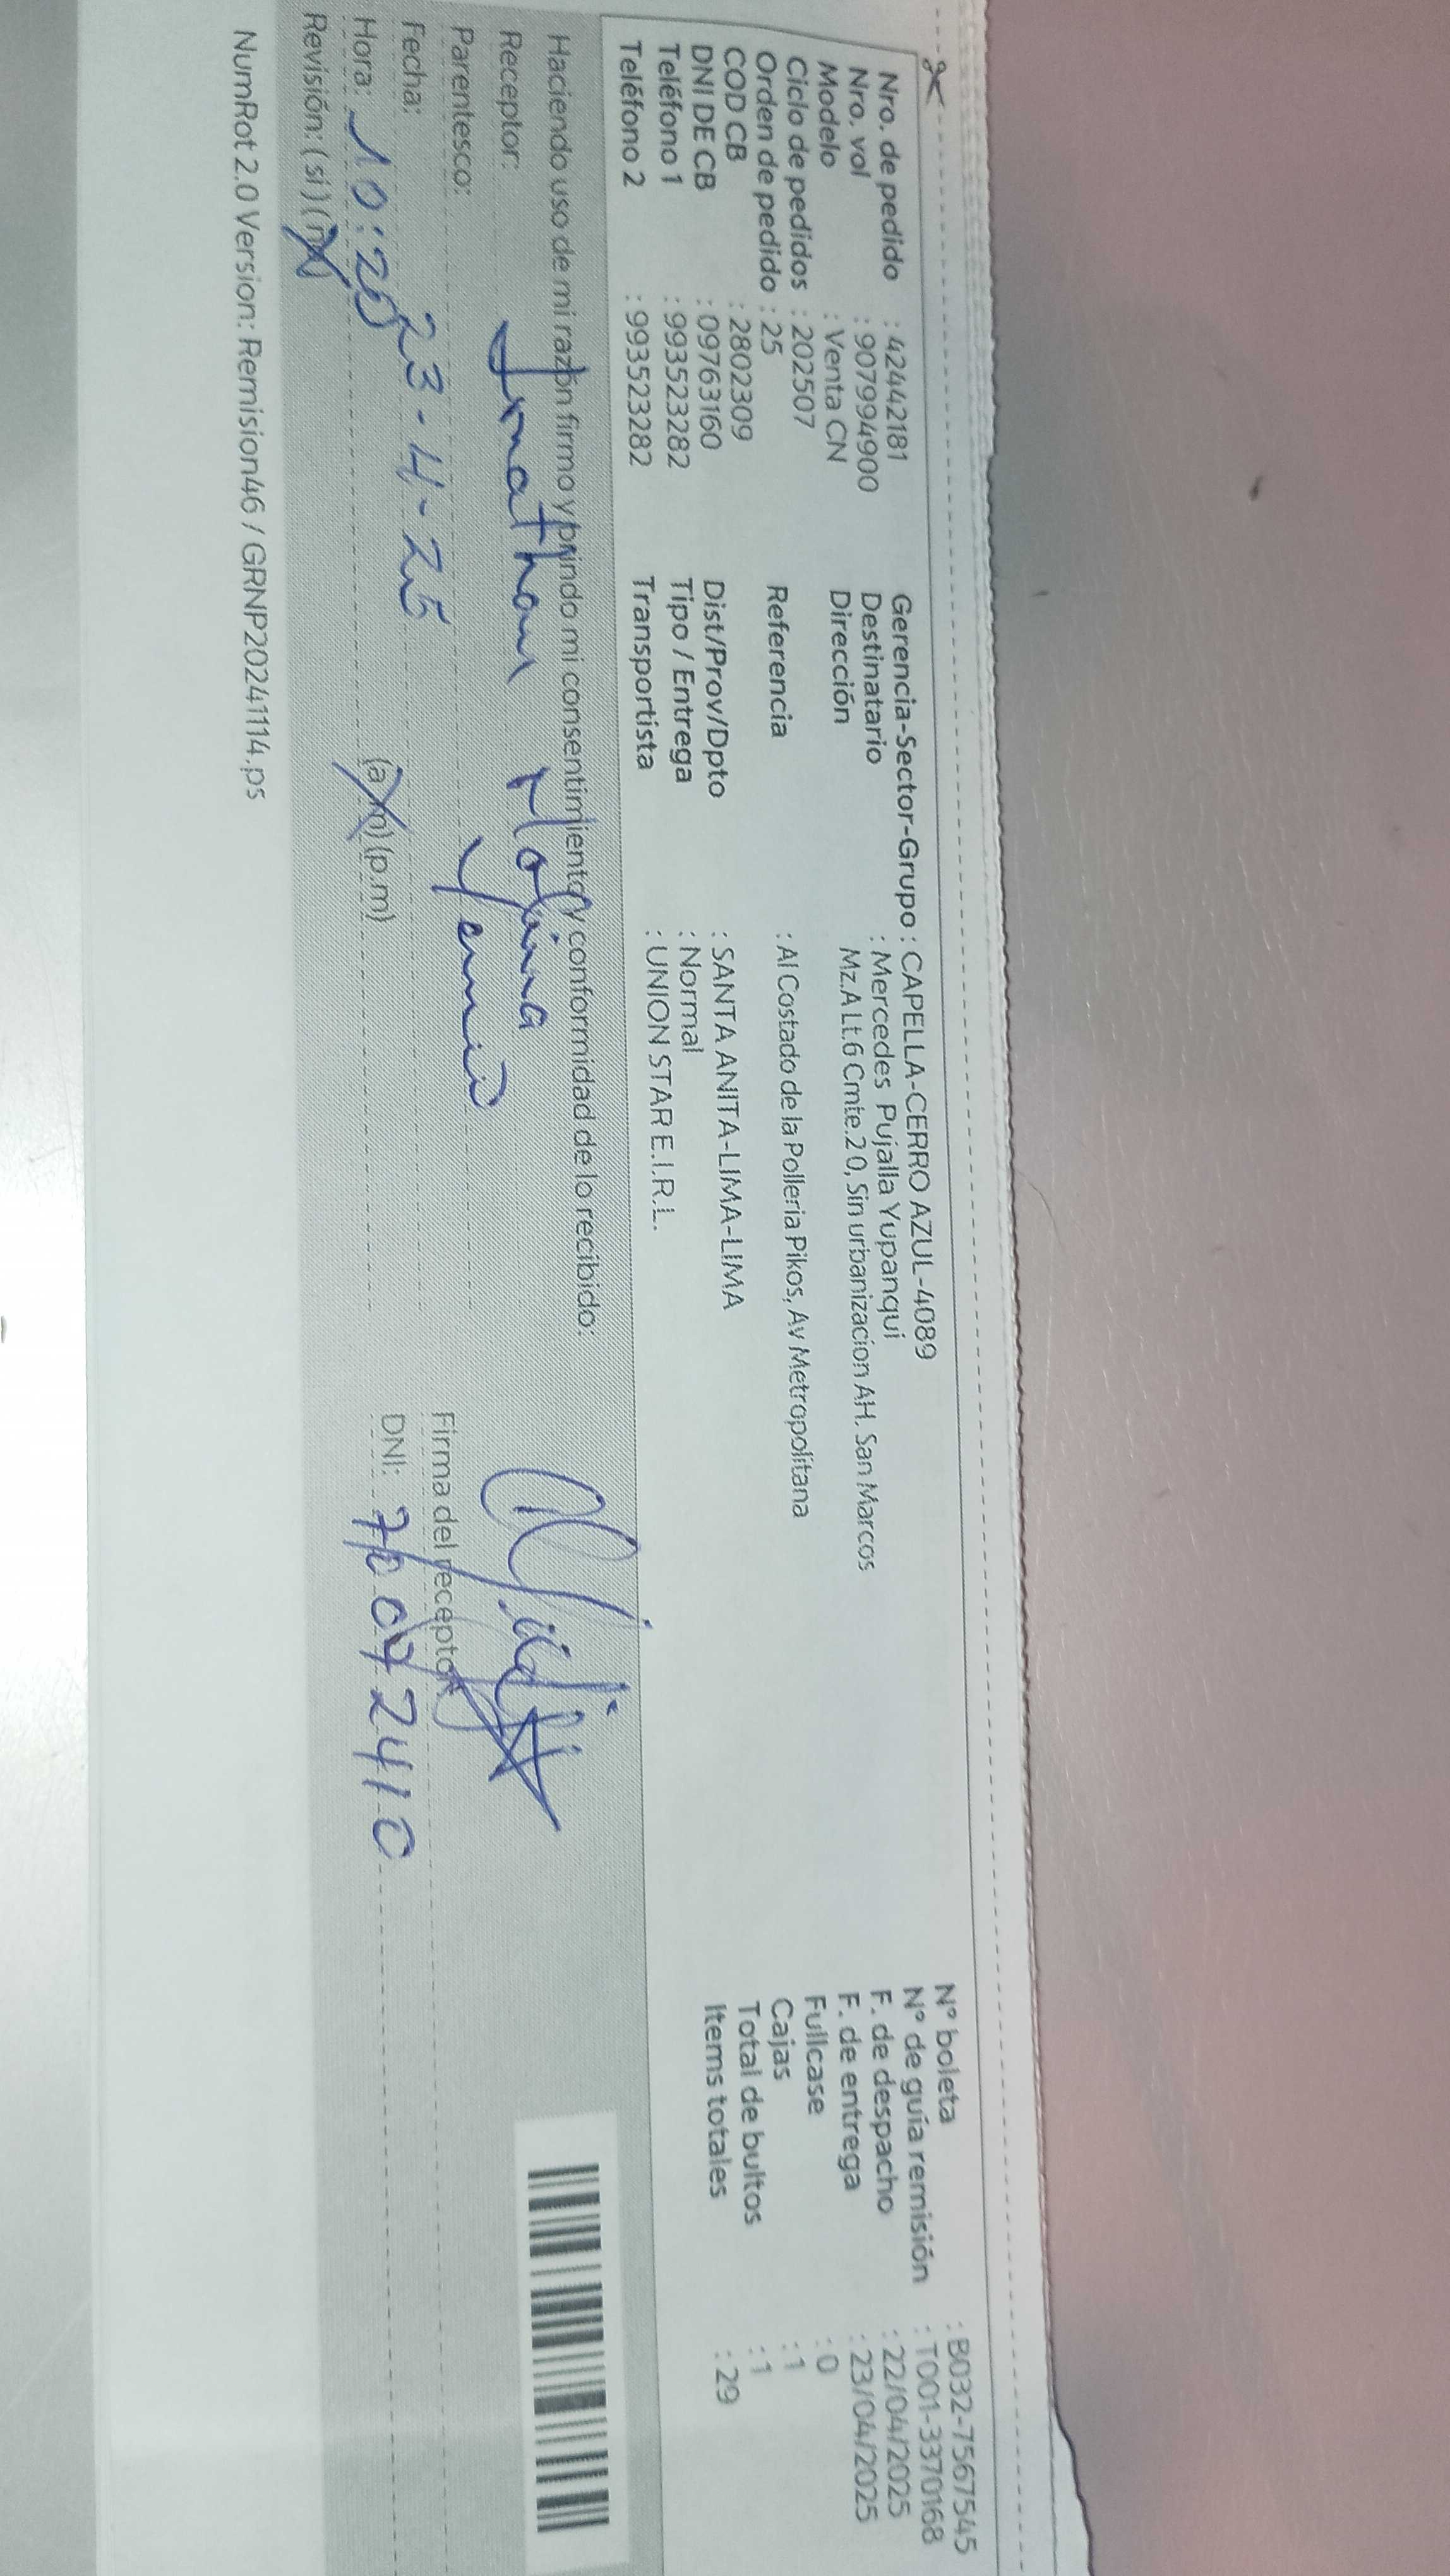 Nro. de pedido : 42442181
Nro. vol : 907994900
Modelo : Venta CN
Ciclo de pedidos : 202507
Orden de pedido : 25
COD CB : 2802309
DNI DE CB : 09763160
Teléfono 1 : 993523282
Teléfono 2 : 993523282
Gerencia-Sector-Grupo : CAPELLA-CERRO AZUL-4089
Destinatario : Mercedes Pujalla Yupanqui
Dirección Mz.A Lt.6 Cmte.20, Sin urbanizacion AH. San Marcos
Referencia : Al Costado de la Polleria Pikos, Av Metropolitana
Dist/Prov/Dpto : SANTA ANITA-LIMA-LIMA
Tipo / Entrega : Normal
Transportista : UNION STAR E.I.R.L.
N° boleta : B032-7567545
N° de guía remisión : T001-3370168
F. de despacho : 22/04/2025
F. de entrega : 23/04/2025
Fullcase : 0
Cajas : 1
Total de bultos : 1
Items totales : 29
Haciendo uso de mi razón firmo y brindo mi consentimiento y conformidad de lo recibido:
Receptor: Jonathan Molina
Parentesco:
Fecha: 23-4-25
Hora: 10:20 (a.m) (p.m)
Revisión: (si) (no)
Firma del receptor
DNI:
NumRot 2.0 Version: Remision46 / GRNP20241114.ps